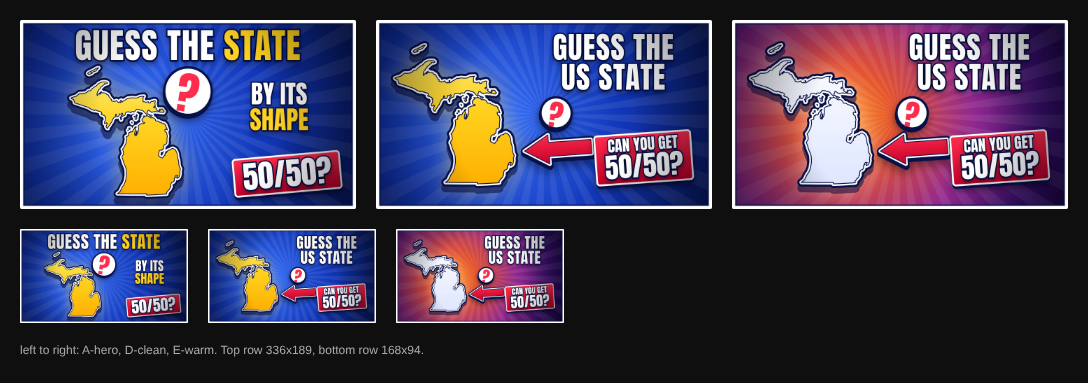 GUESS THE STATE
?
BY ITS
SHAPE
50/50?
GUESS THE
US STATE
?
CAN YOU GET
50/50?
GUESS THE
US STATE
?
CAN YOU GET
50/50?
GUESS THE STATE
?
BY ITS
SHAPE
50/50?
GUESS THE
US STATE
?
CAN YOU GET
50/50?
GUESS THE
US STATE
?
CAN YOU GET
50/50?
left to right: A-hero, D-clean, E-warm. Top row 336x189, bottom row 168x94.